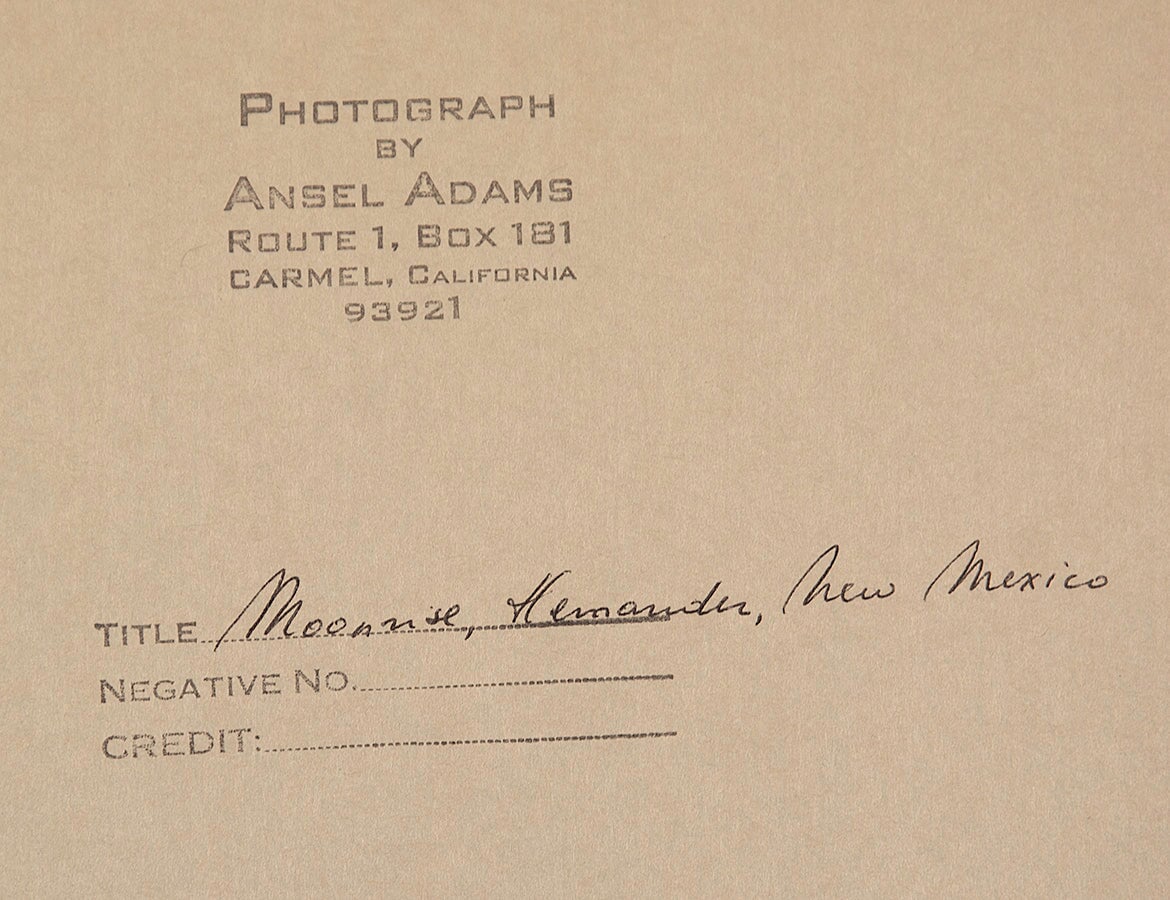 PHOTOGRAPH
BY
ANSEL ADAMS
ROUTE 1, BOX 181
CARMEL, CALIFORNIA
93921
TITLE Moonrise, Hernandez, New Mexico
NEGATIVE NO.
CREDIT: